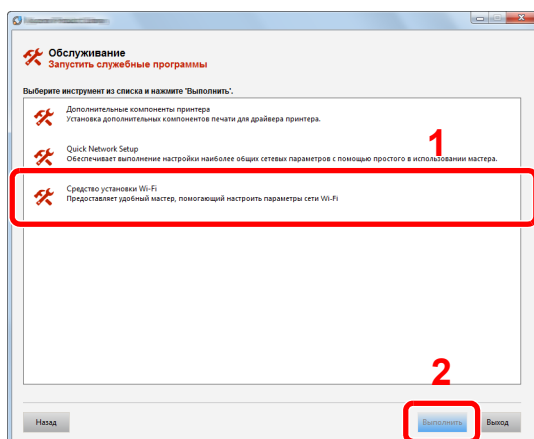 Обслуживание
Запустить служебные программы
Выберите инструмент из списка и нажмите 'Выполнить'.
Дополнительные компоненты принтера
Установка дополнительных компонентов печати для драйвера принтера.
1
Quick Network Setup
Обеспечивает выполнение настройки наиболее общих сетевых параметров с помощью простого в использовании мастера.
Средство установки Wi-Fi
Предоставляет удобный мастер, помогающий настроить параметры сети Wi-Fi
2
Назад Выполнить Выход